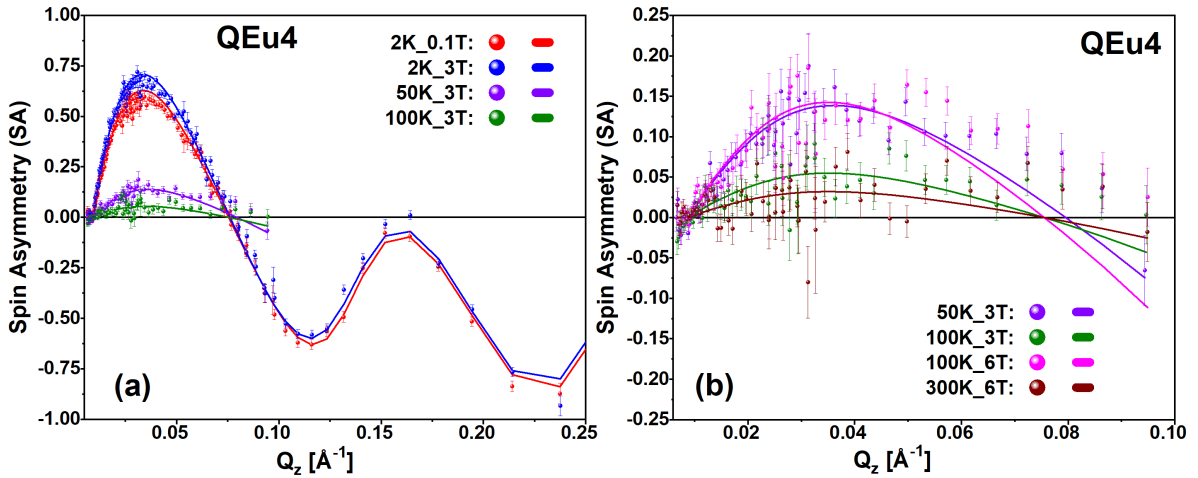 QEu4
2K_0.1T:
2K_3T:
50K_3T:
100K_3T:
1.00
0.75
0.50
0.25
0.00
-0.25
-0.50
-0.75
-1.00
Spin Asymmetry (SA)
(a)
0.05
0.10
0.15
0.20
0.25
Qz [Å-1]
QEu4
0.25
0.20
0.15
0.10
0.05
0.00
-0.05
-0.10
-0.15
-0.20
-0.25
Spin Asymmetry (SA)
50K_3T:
100K_3T:
100K_6T:
300K_6T:
(b)
0.02
0.04
0.06
0.08
0.10
Qz [Å-1]